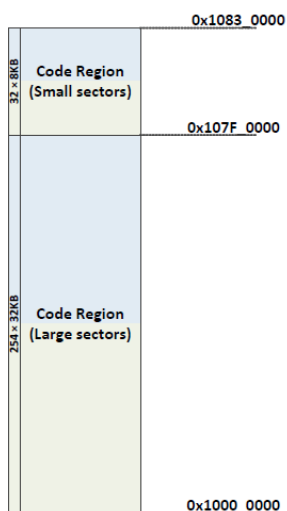 0x1083_0000
32 × 8KB
Code Region
(Small sectors)
0x107F_0000
254 × 32KB
Code Region
(Large sectors)
0x1000_0000